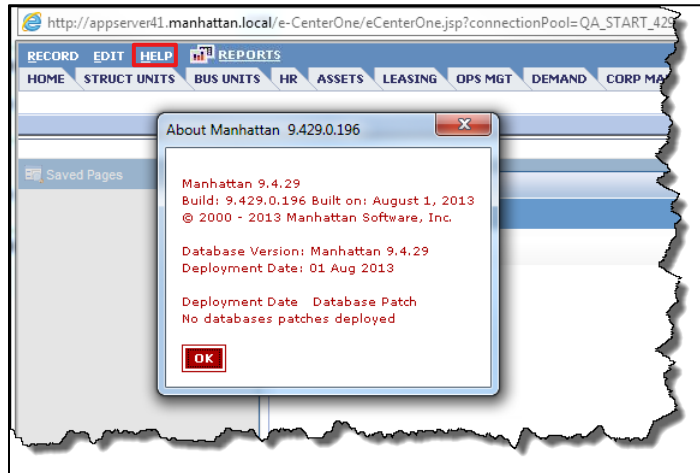 http://appserver41.manhattan.local/e-CenterOne/eCenterOne.jsp?connectionPool=QA_START_429
RECORD EDIT HELP REPORTS
HOME STRUCT UNITS BUS UNITS HR ASSETS LEASING OPS MGT DEMAND CORP MA
About Manhattan 9.429.0.196
Saved Pages
Manhattan 9.4.29
Build: 9.429.0.196 Built on: August 1, 2013
© 2000 - 2013 Manhattan Software, Inc.
Database Version: Manhattan 9.4.29
Deployment Date: 01 Aug 2013
Deployment Date Database Patch
No databases patches deployed
OK